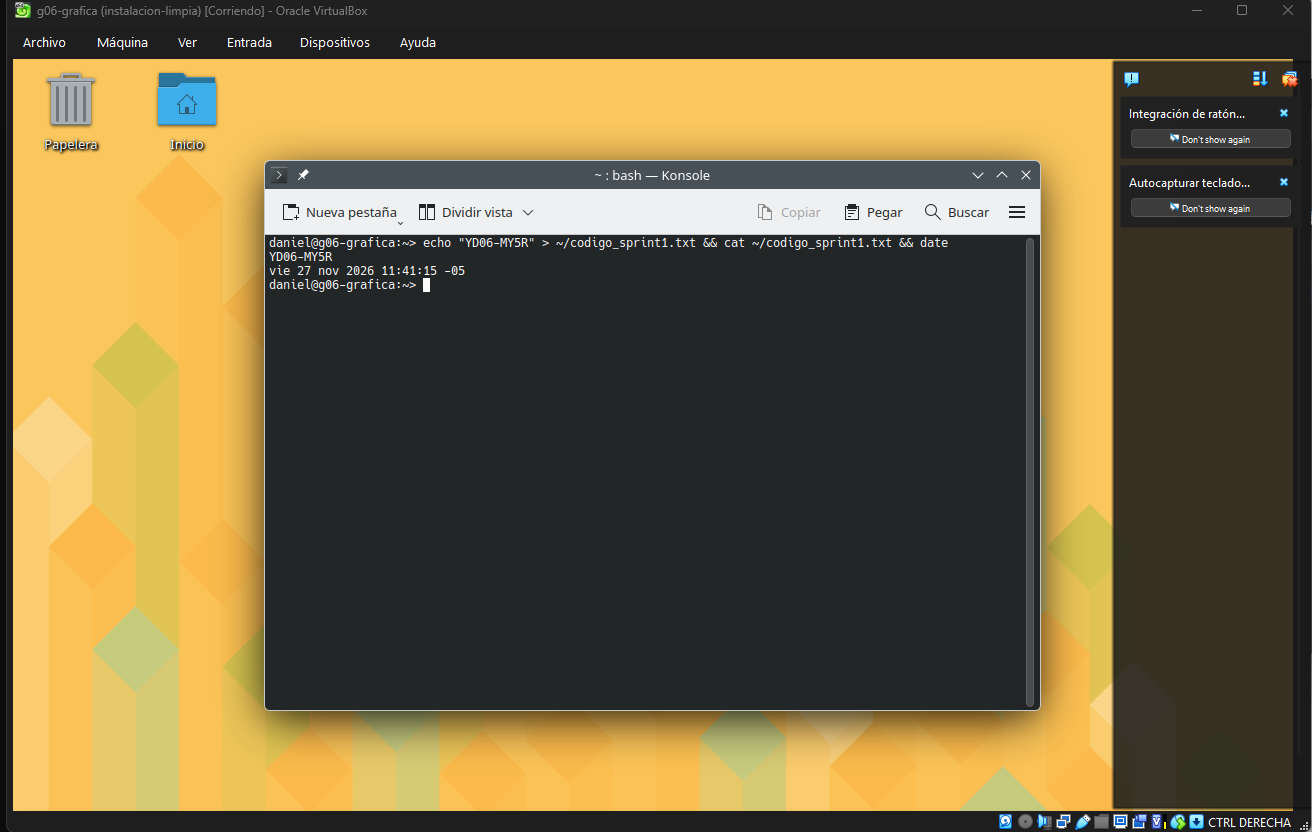 g06-grafica (instalacion-limpia) [Corriendo] - Oracle VirtualBox
Archivo Máquina Ver Entrada Dispositivos Ayuda
Papelera
Inicio
Integración de ratón...
Don't show again
Autocapturar teclado...
Don't show again
~ : bash — Konsole
Nueva pestaña Dividir vista Copiar Pegar Buscar
daniel@g06-grafica:~> echo "YD06-MY5R" > ~/codigo_sprint1.txt && cat ~/codigo_sprint1.txt && date
YD06-MY5R
vie 27 nov 2026 11:41:15 -05
daniel@g06-grafica:~>
CTRL DERECHA